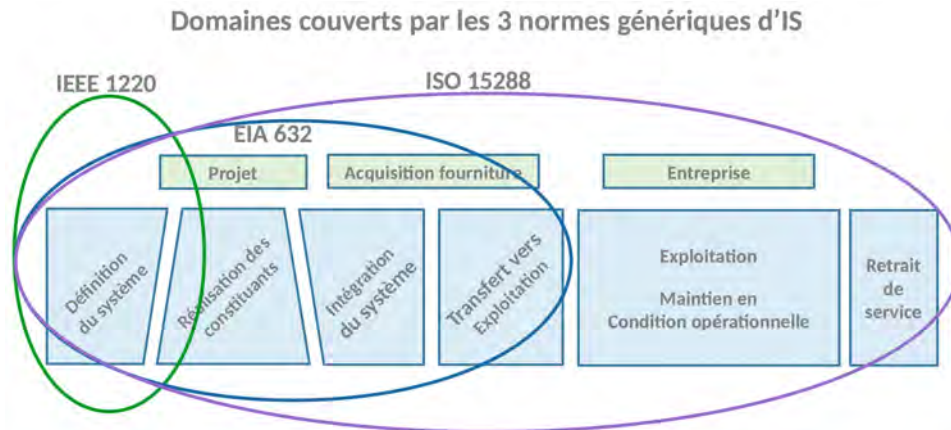 Domaines couverts par les 3 normes génériques d’IS
IEEE 1220
ISO 15288
EIA 632
Projet
Acquisition fourniture
Entreprise
Définition
du système
Réalisation des
constituants
Intégration
du système
Transfert vers
Exploitation
Exploitation
Maintien en
Condition opérationnelle
Retrait
de
service